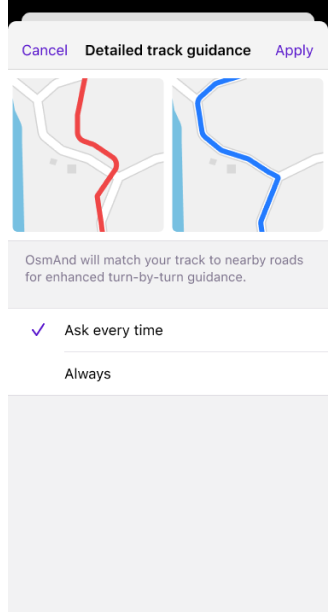 Cancel Detailed track guidance Apply
OsmAnd will match your track to nearby roads
for enhanced turn-by-turn guidance.
Ask every time
Always